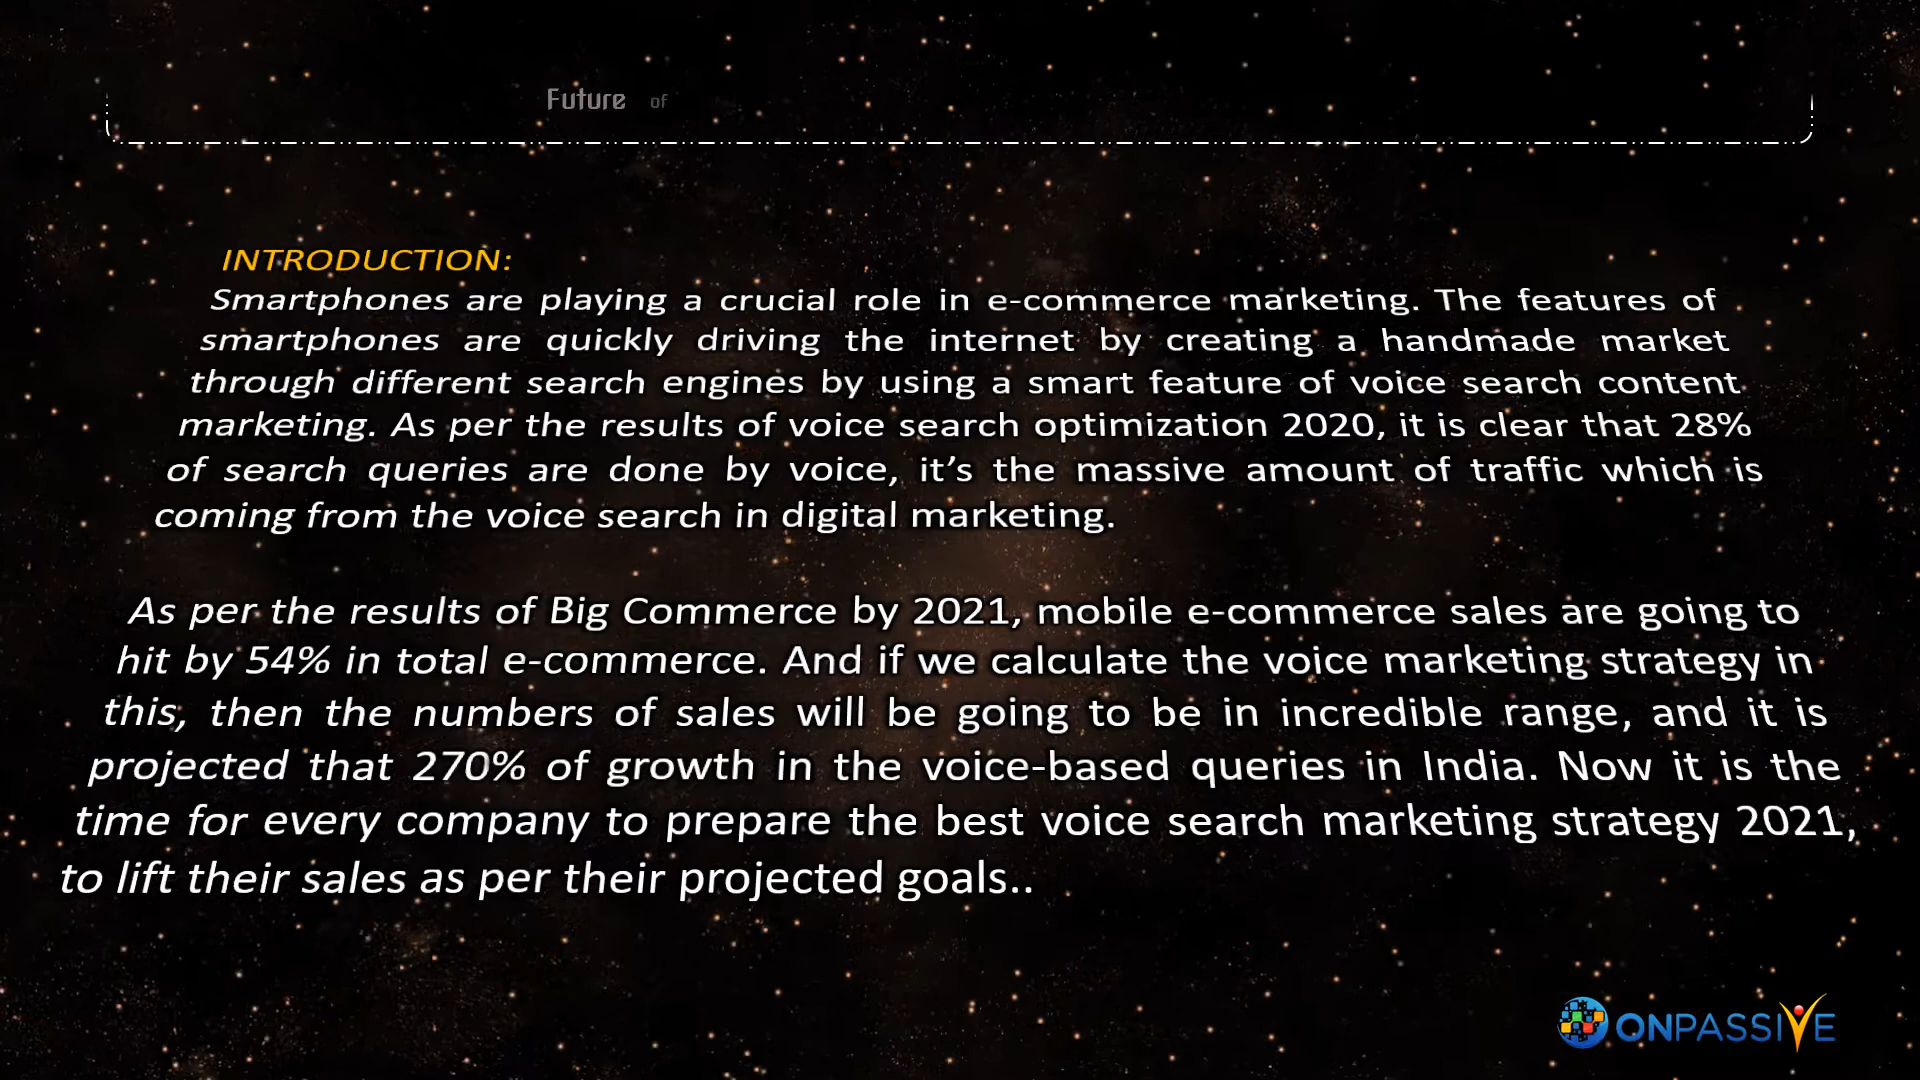 Future of
INTRODUCTION:
Smartphones are playing a crucial role in e-commerce marketing. The features of
smartphones are quickly driving the internet by creating a handmade market
through different search engines by using a smart feature of voice search content
marketing. As per the results of voice search optimization 2020, it is clear that 28%
of search queries are done by voice, it’s the massive amount of traffic which is
coming from the voice search in digital marketing.
As per the results of Big Commerce by 2021, mobile e-commerce sales are going to
hit by 54% in total e-commerce. And if we calculate the voice marketing strategy in
this, then the numbers of sales will be going to be in incredible range, and it is
projected that 270% of growth in the voice-based queries in India. Now it is the
time for every company to prepare the best voice search marketing strategy 2021,
to lift their sales as per their projected goals..
ONPASSIVE